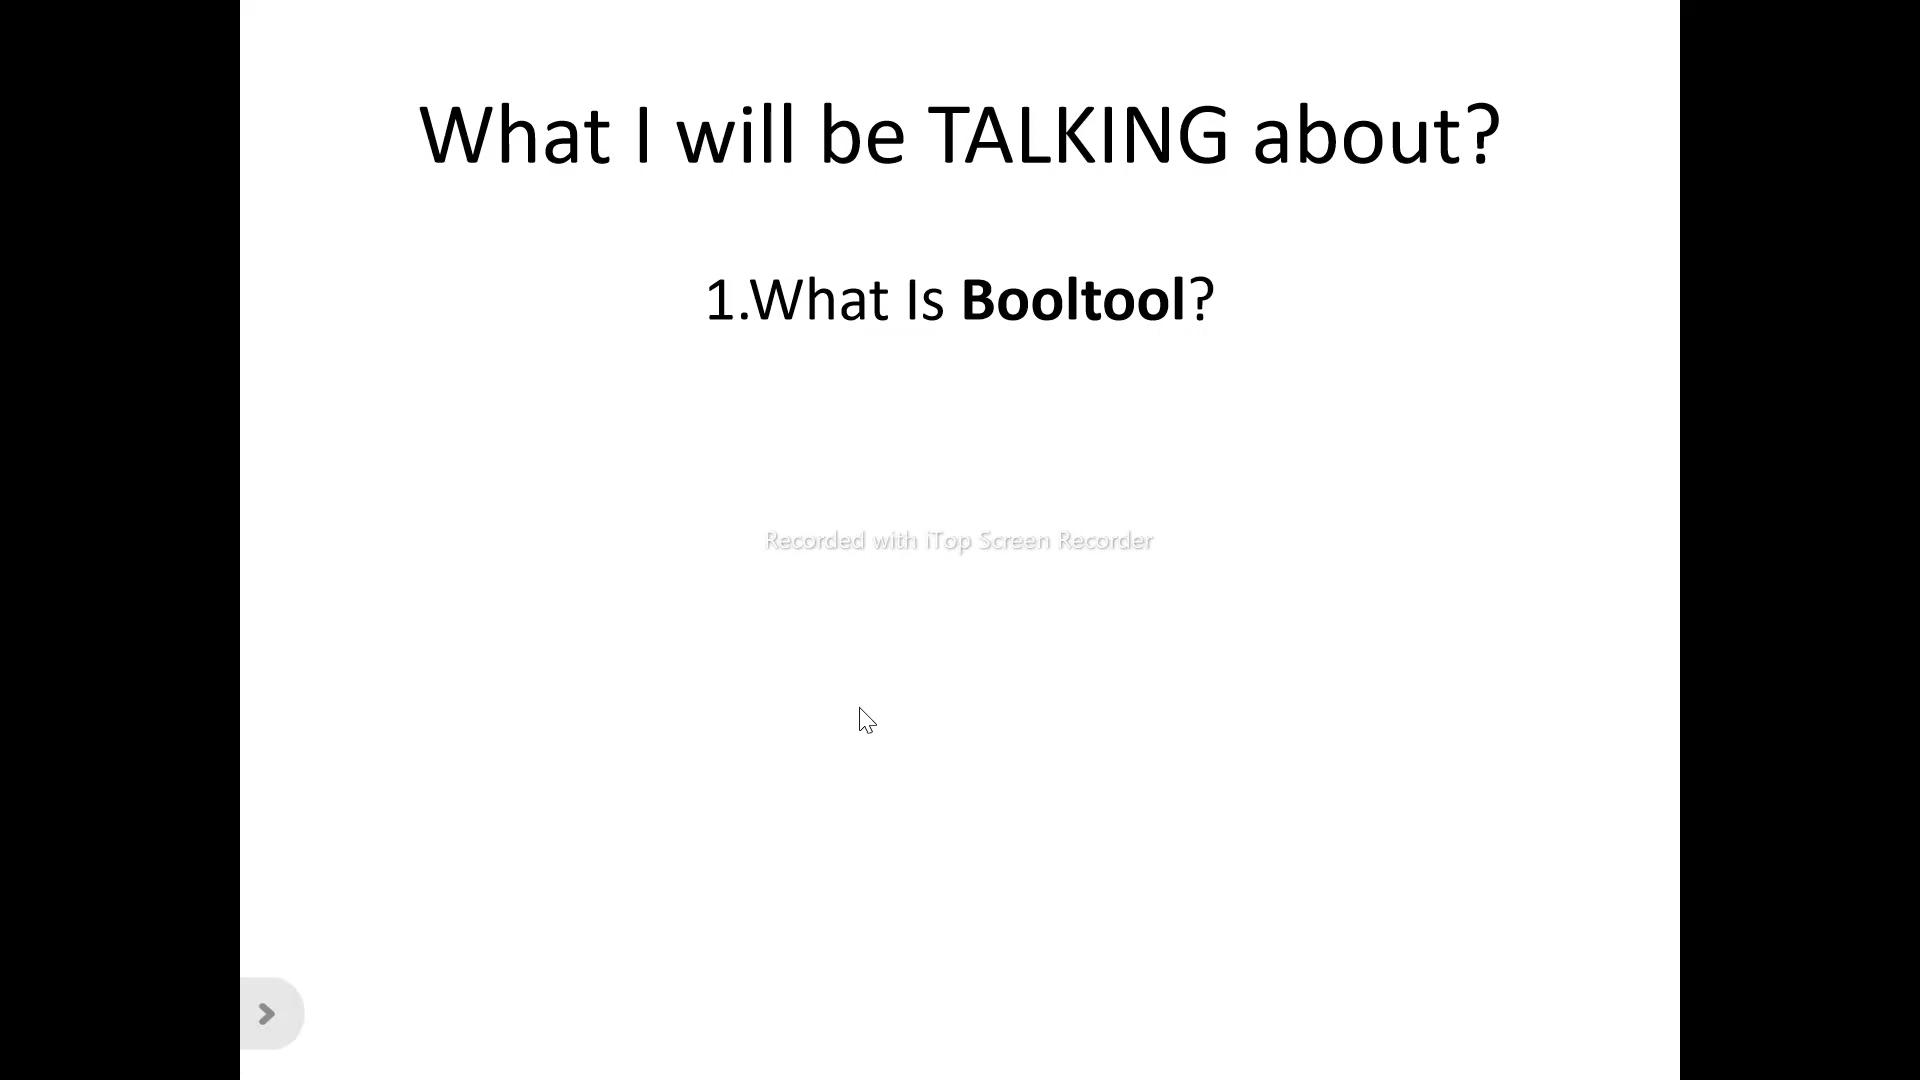 What I will be TALKING about?
1.What Is Booltool?
Recorded with iTop Screen Recorder